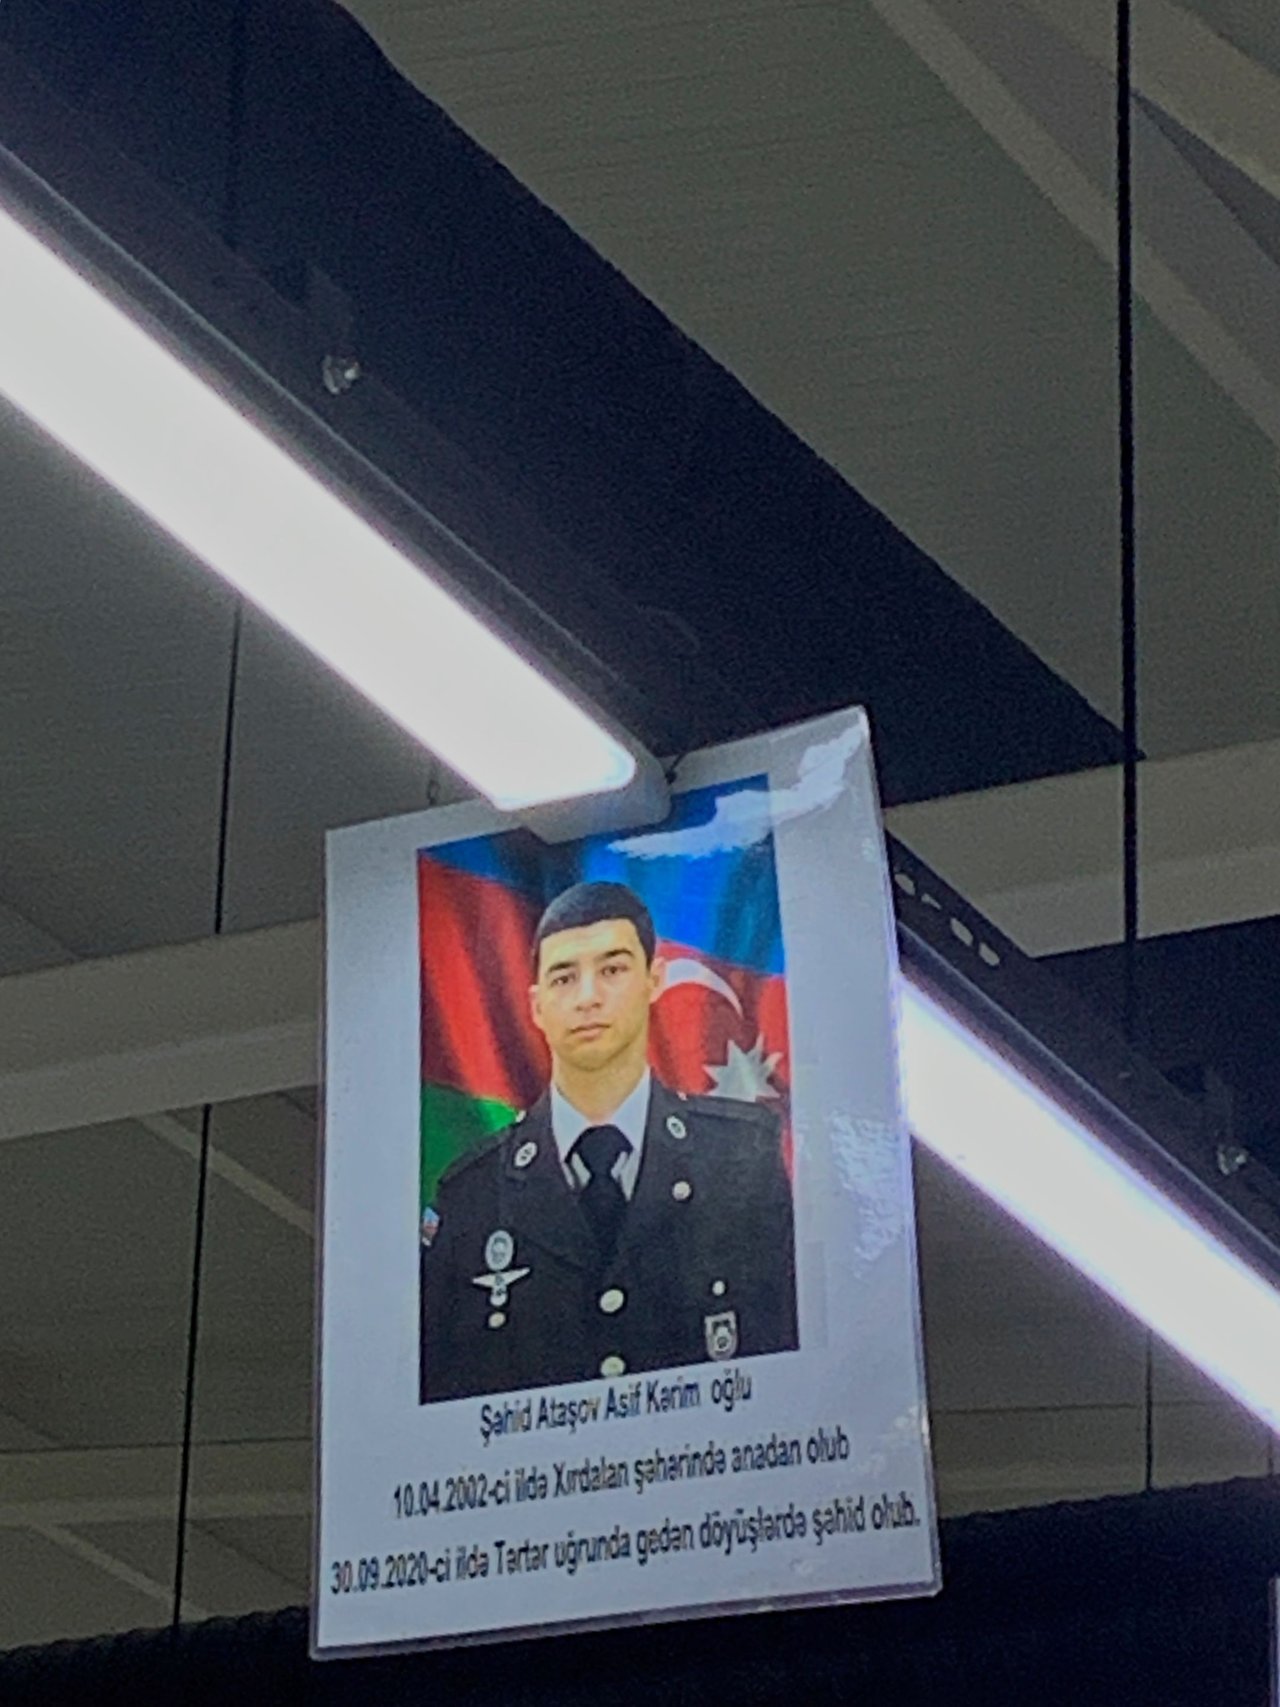 Şəhid Ataşov Asif Kərim oğlu
10.04.2002-ci ildə Xırdalan şəhərində anadan olub
30.09.2020-ci ildə Tərtər uğrunda gedən döyüşlərdə şəhid olub.